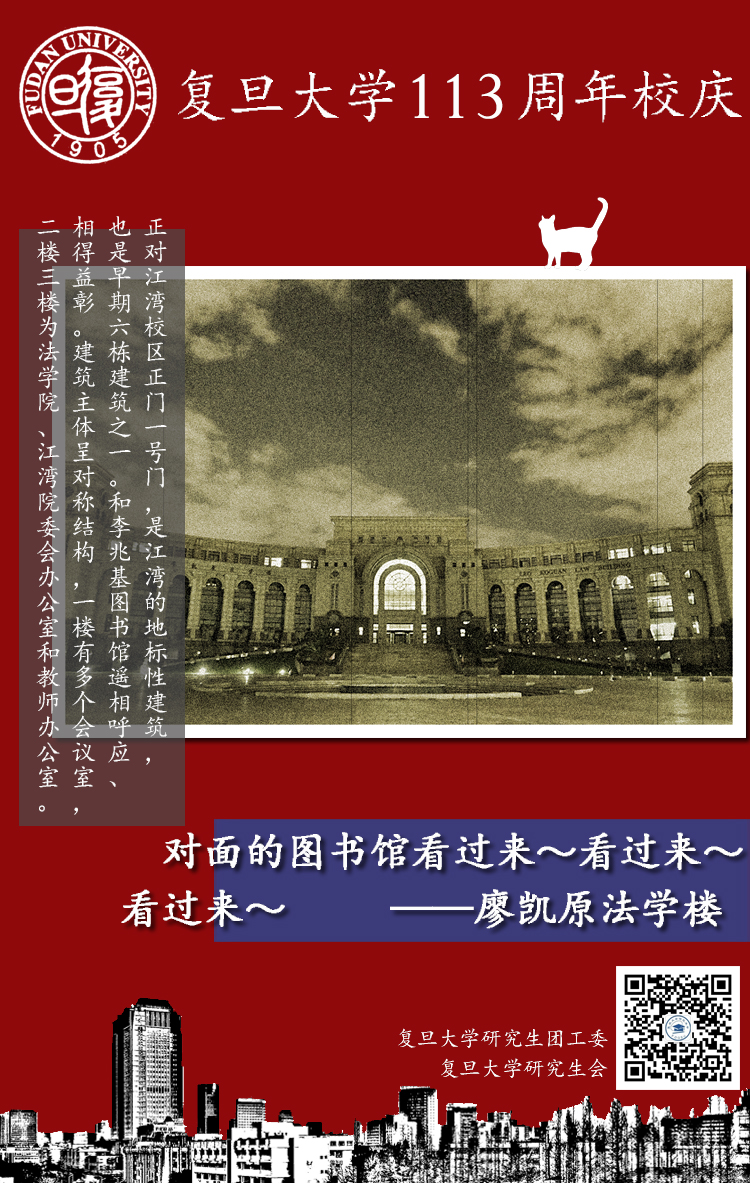 FUDAN UNIVERSITY
1905
复旦大学113周年校庆
正对江湾校区正门一号门，是江湾的地标性建筑，
也是早期六栋建筑之一。和李兆基图书馆遥相呼应、
相得益彰。建筑主体呈对称结构，一楼有多个会议室，
二楼三楼为法学院、江湾院委会办公室和教师办公室。
LEO KOGUAN LAW BUILDING
对面的图书馆看过来～看过来～
看过来～ ——廖凯原法学楼
复旦大学研究生团工委
复旦大学研究生会